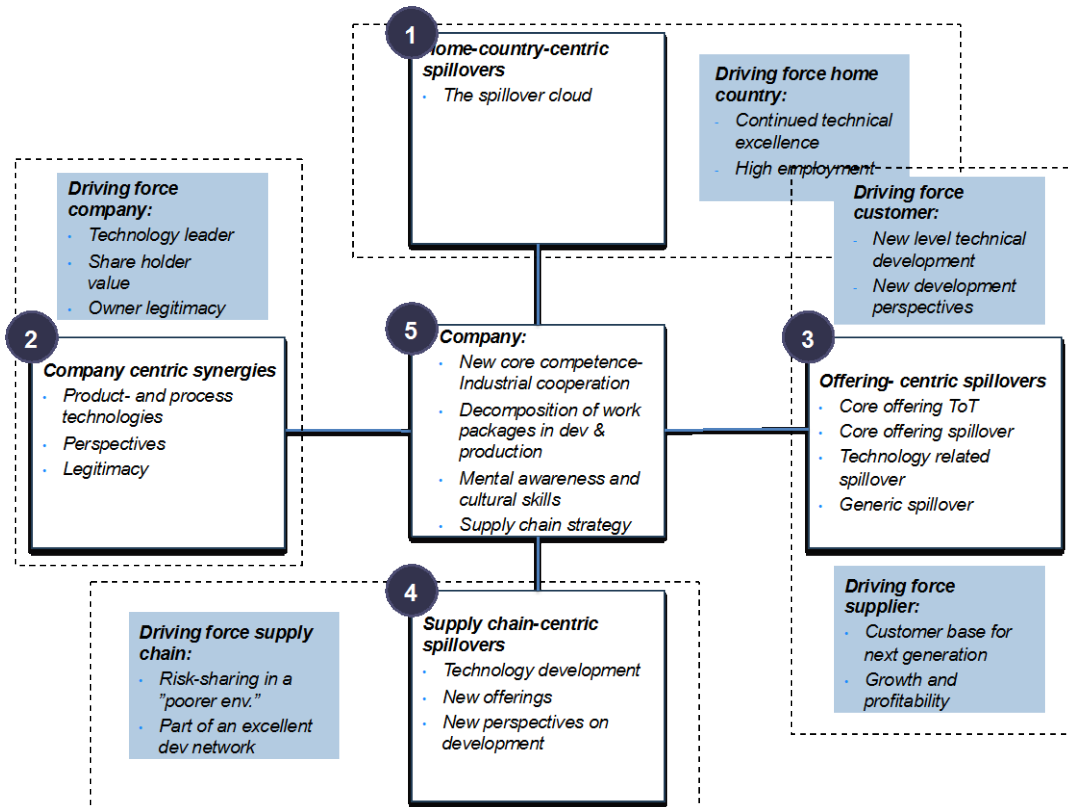 1
Home-country-centric
spillovers
The spillover cloud
Driving force home
country:
Continued technical
excellence
High employment
Driving force
company:
Technology leader
Share holder
value
Owner legitimacy
Driving force
customer:
New level technical
development
New development
perspectives
2
Company centric synergies
Product- and process
technologies
Perspectives
Legitimacy
5
Company:
New core competence-
Industrial cooperation
Decomposition of work
packages in dev &
production
Mental awareness and
cultural skills
Supply chain strategy
3
Offering- centric spillovers
Core offering ToT
Core offering spillover
Technology related
spillover
Generic spillover
4
Supply chain-centric
spillovers
Technology development
New offerings
New perspectives on
development
Driving force supply
chain:
Risk-sharing in a
”poorer env.”
Part of an excellent
dev network
Driving force
supplier:
Customer base for
next generation
Growth and
profitability